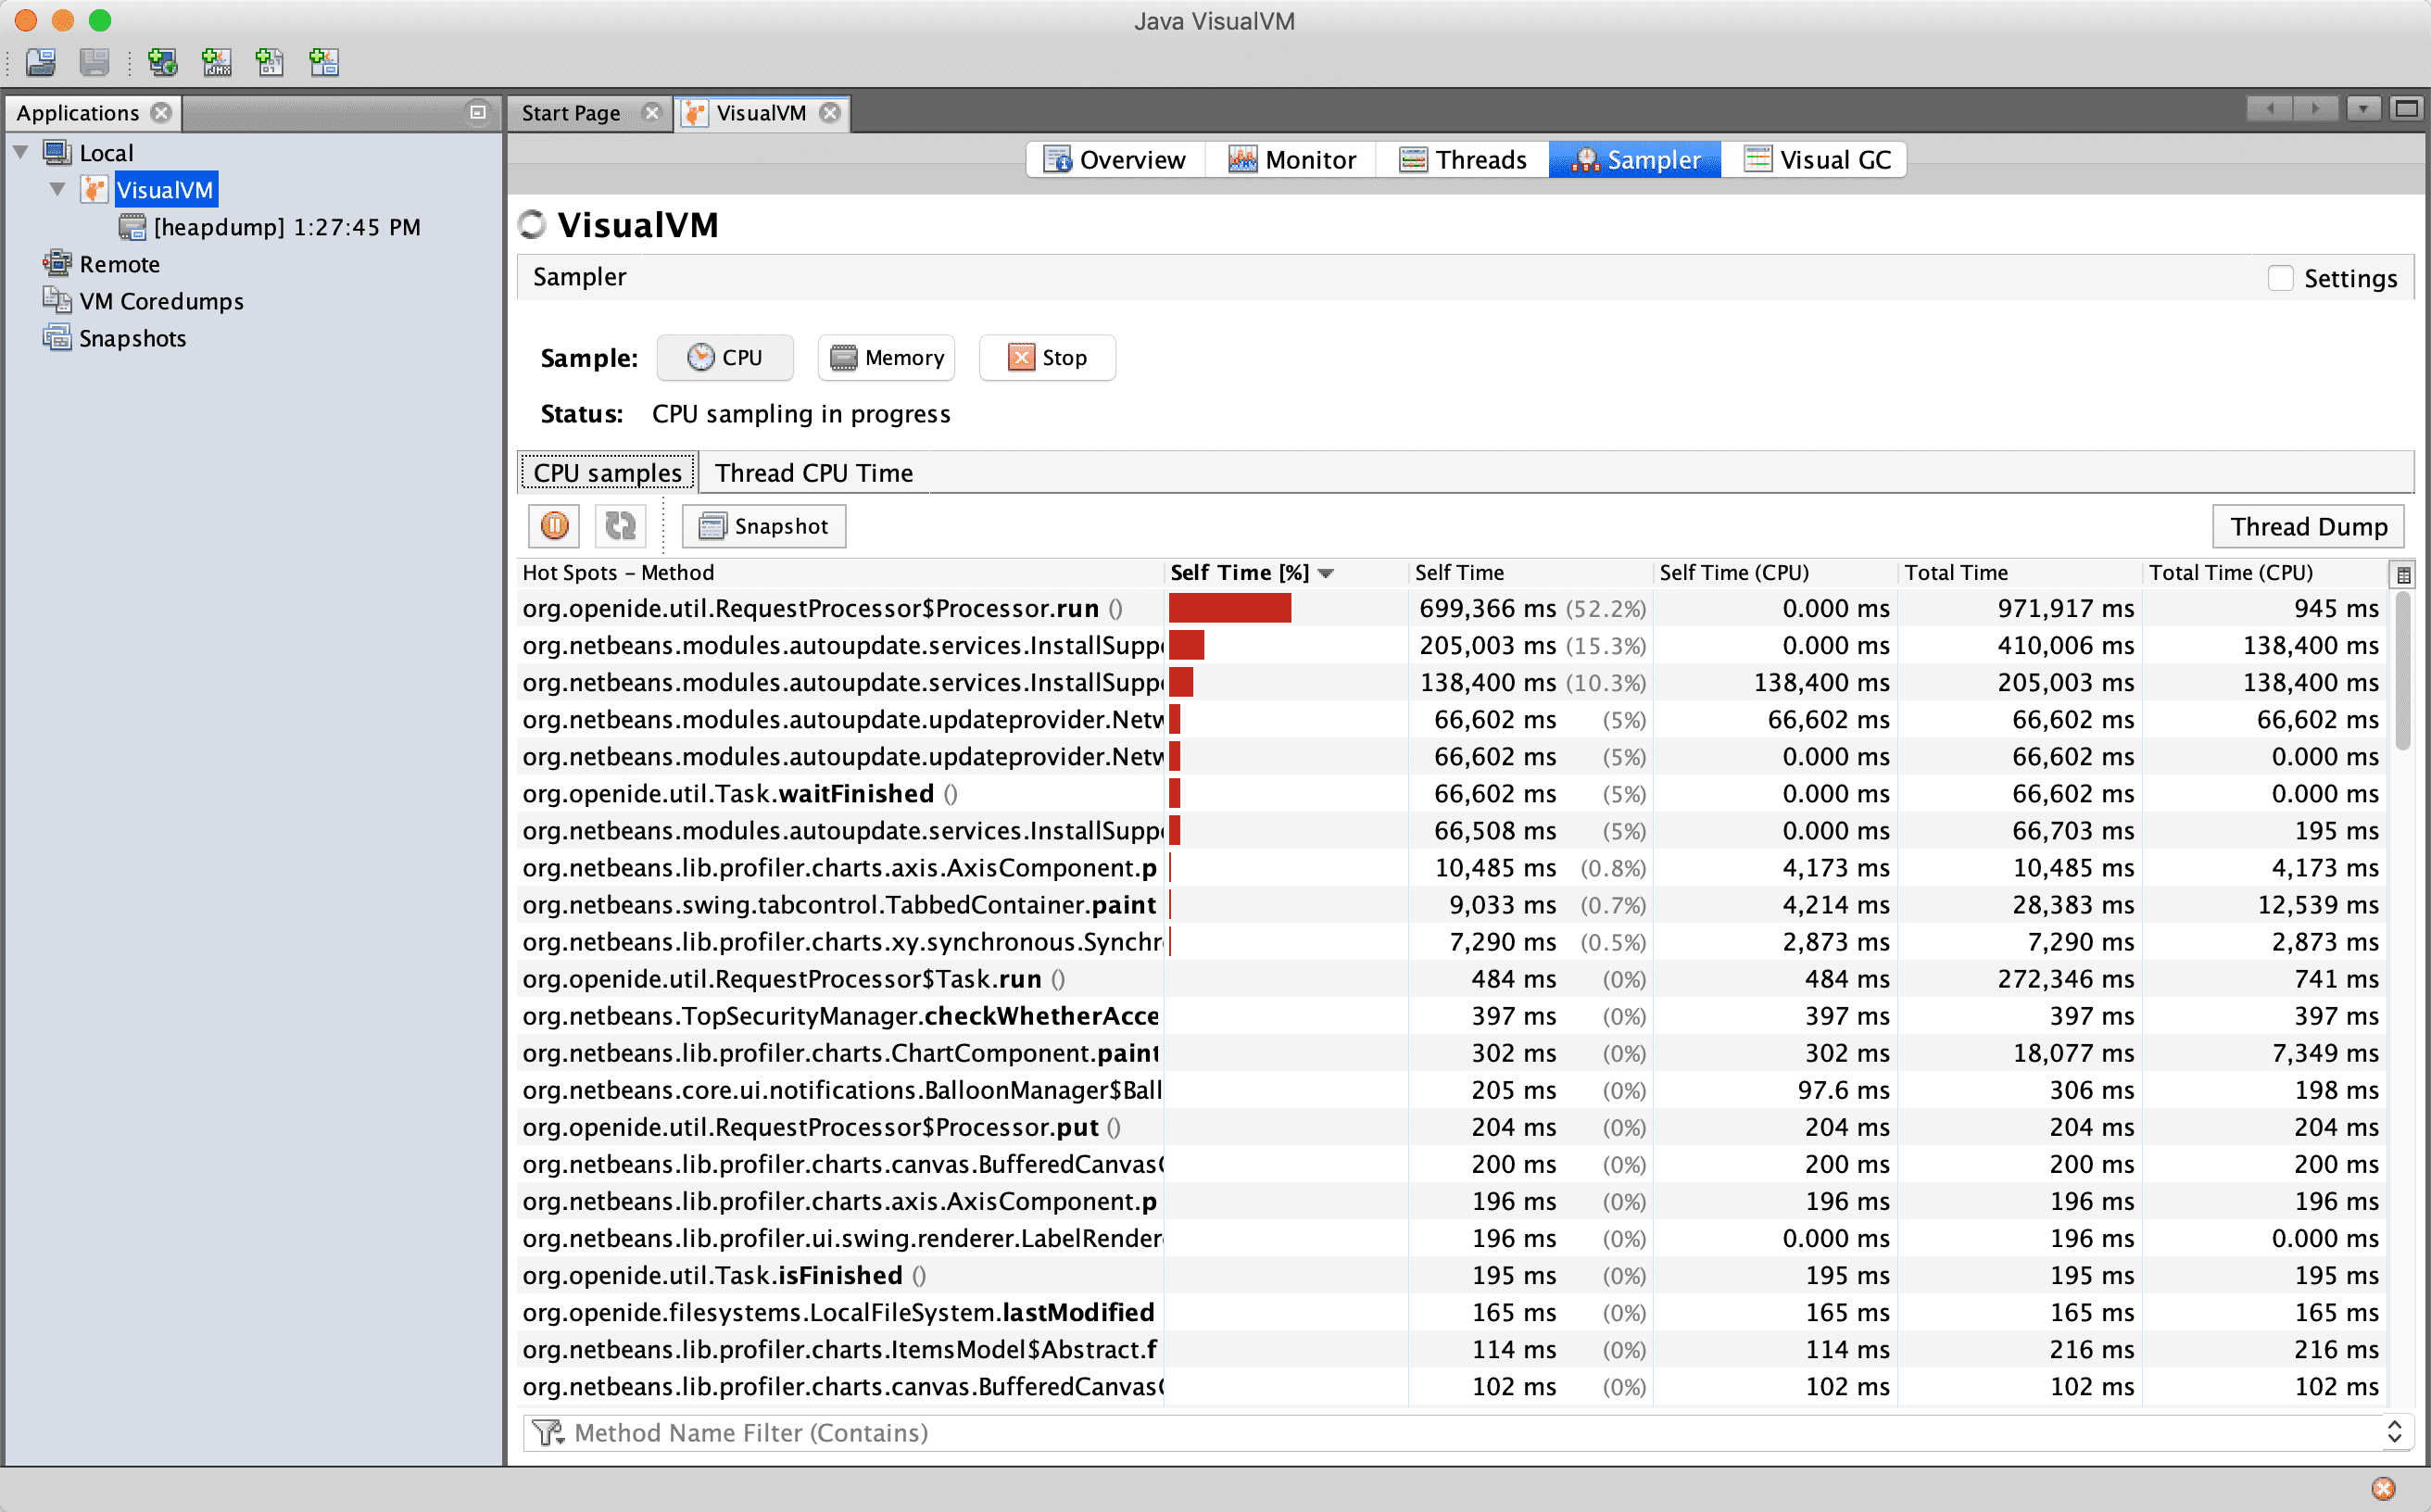 Java VisualVM
Applications
Start Page
VisualVM
Local
VisualVM
[heapdump] 1:27:45 PM
Remote
VM Coredumps
Snapshots
Overview
Monitor
Threads
Sampler
Visual GC
VisualVM
Sampler
Settings
Sample:
CPU
Memory
Stop
Status: CPU sampling in progress
CPU samples
Thread CPU Time
Snapshot
Thread Dump
Hot Spots – Method Self Time [%] Self Time Self Time (CPU) Total Time Total Time (CPU)
org.openide.util.RequestProcessor$Processor.run () 699,366 ms (52.2%) 0.000 ms 971,917 ms 945 ms
org.netbeans.modules.autoupdate.services.InstallSuppo 205,003 ms (15.3%) 0.000 ms 410,006 ms 138,400 ms
org.netbeans.modules.autoupdate.services.InstallSuppo 138,400 ms (10.3%) 138,400 ms 205,003 ms 138,400 ms
org.netbeans.modules.autoupdate.updateprovider.Netw 66,602 ms (5%) 66,602 ms 66,602 ms 66,602 ms
org.netbeans.modules.autoupdate.updateprovider.Netw 66,602 ms (5%) 0.000 ms 66,602 ms 0.000 ms
org.openide.util.Task.waitFinished () 66,602 ms (5%) 0.000 ms 66,602 ms 0.000 ms
org.netbeans.modules.autoupdate.services.InstallSuppo 66,508 ms (5%) 0.000 ms 66,703 ms 195 ms
org.netbeans.lib.profiler.charts.axis.AxisComponent.p 10,485 ms (0.8%) 4,173 ms 10,485 ms 4,173 ms
org.netbeans.swing.tabcontrol.TabbedContainer.paint 9,033 ms (0.7%) 4,214 ms 28,383 ms 12,539 ms
org.netbeans.lib.profiler.charts.xy.synchronous.Synchr 7,290 ms (0.5%) 2,873 ms 7,290 ms 2,873 ms
org.openide.util.RequestProcessor$Task.run () 484 ms (0%) 484 ms 272,346 ms 741 ms
org.netbeans.TopSecurityManager.checkWhetherAcce 397 ms (0%) 397 ms 397 ms 397 ms
org.netbeans.lib.profiler.charts.ChartComponent.paint 302 ms (0%) 302 ms 18,077 ms 7,349 ms
org.netbeans.core.ui.notifications.BalloonManager$Ball 205 ms (0%) 97.6 ms 306 ms 198 ms
org.openide.util.RequestProcessor$Processor.put () 204 ms (0%) 204 ms 204 ms 204 ms
org.netbeans.lib.profiler.charts.canvas.BufferedCanvasC 200 ms (0%) 200 ms 200 ms 200 ms
org.netbeans.lib.profiler.charts.axis.AxisComponent.p 196 ms (0%) 196 ms 196 ms 196 ms
org.netbeans.lib.profiler.ui.swing.renderer.LabelRender 196 ms (0%) 0.000 ms 196 ms 0.000 ms
org.openide.util.Task.isFinished () 195 ms (0%) 195 ms 195 ms 195 ms
org.openide.filesystems.LocalFileSystem.lastModified 165 ms (0%) 165 ms 165 ms 165 ms
org.netbeans.lib.profiler.charts.ItemsModel$Abstract.f 114 ms (0%) 114 ms 216 ms 216 ms
org.netbeans.lib.profiler.charts.canvas.BufferedCanvasC 102 ms (0%) 102 ms 102 ms 102 ms
Method Name Filter (Contains)